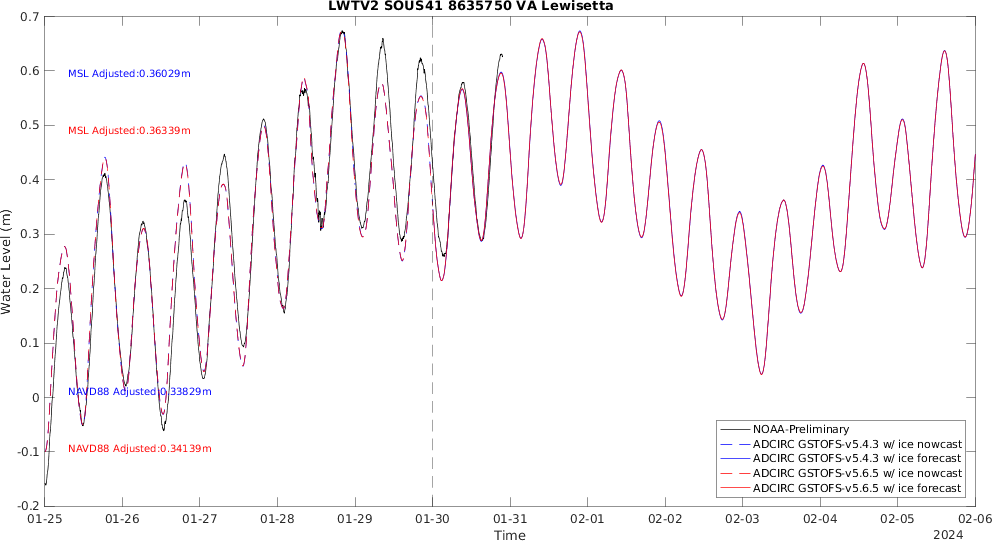 LWTV2 SOUS41 8635750 VA Lewisetta
0.7
0.6
0.5
0.4
0.3
0.2
0.1
0
-0.1
-0.2
Water Level (m)
MSL Adjusted:0.36029m
MSL Adjusted:0.36339m
NAVD88 Adjusted:0.33829m
NAVD88 Adjusted:0.34139m
NOAA-Preliminary
ADCIRC GSTOFS-v5.4.3 w/ ice nowcast
ADCIRC GSTOFS-v5.4.3 w/ ice forecast
ADCIRC GSTOFS-v5.6.5 w/ ice nowcast
ADCIRC GSTOFS-v5.6.5 w/ ice forecast
01-25 01-26 01-27 01-28 01-29 01-30 01-31 02-01 02-02 02-03 02-04 02-05 02-06
Time
2024